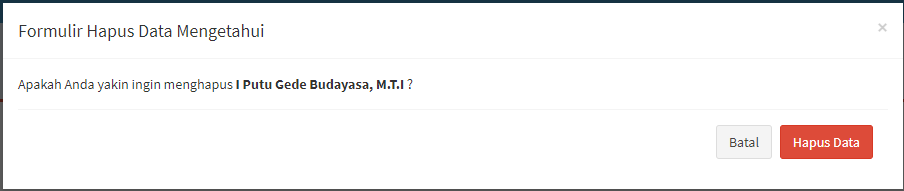 Formulir Hapus Data Mengetahui
×
Apakah Anda yakin ingin menghapus I Putu Gede Budayasa, M.T.I ?
Batal
Hapus Data